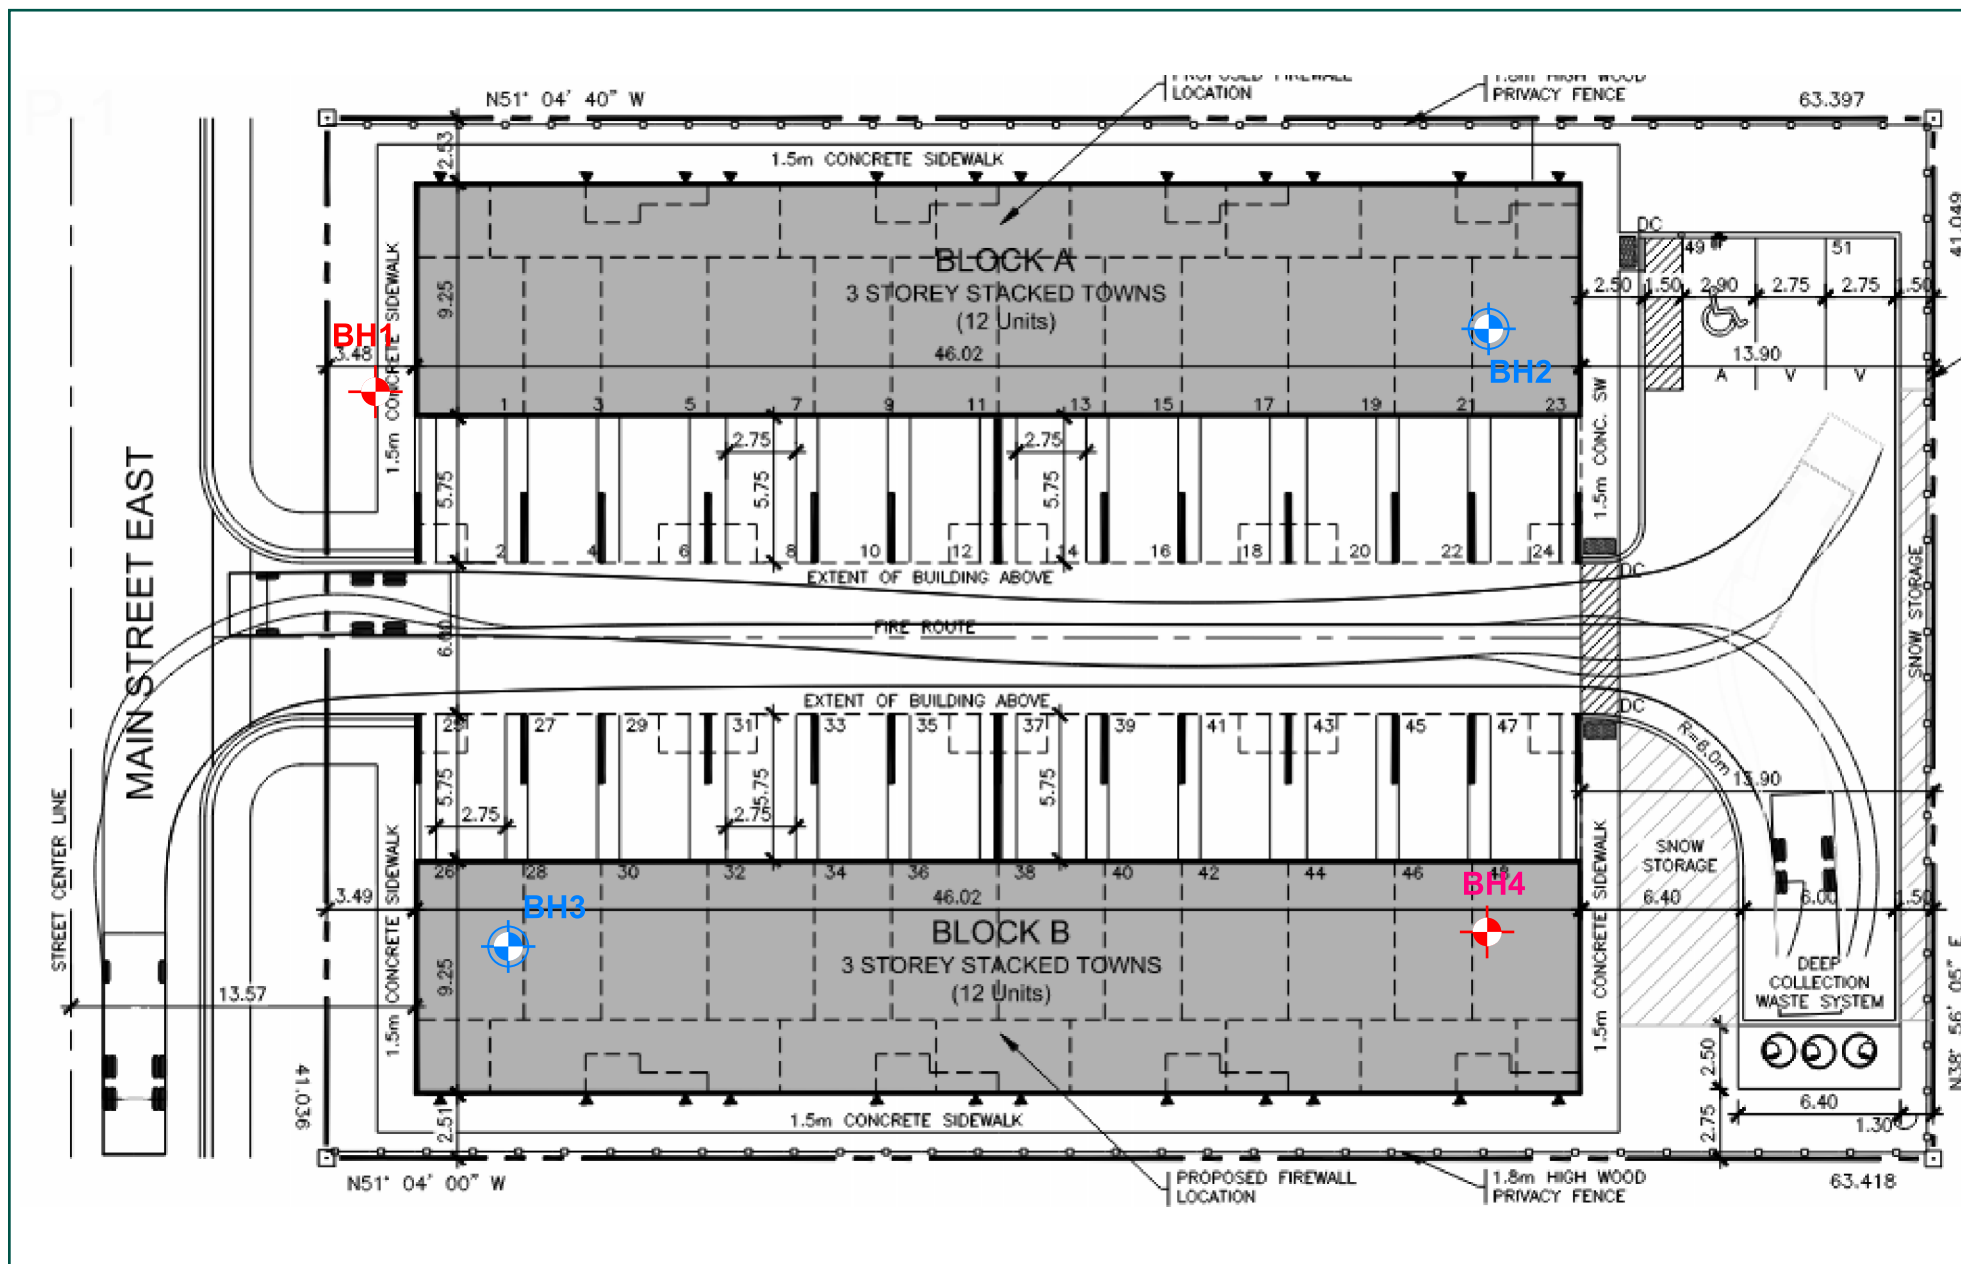 P-1
N51° 04' 40" W
PROPOSED FIREWALL
LOCATION
1.8m HIGH WOOD
PRIVACY FENCE
63.397
2.53
1.5m CONCRETE SIDEWALK
41.049
DC
49
51
BLOCK A
3 STOREY STACKED TOWNS
(12 Units)
9.25
1.5m CONCRETE SIDEWALK
2.50
1.50
2.90
2.75
2.75
1.50
BH1
3.48
46.02
BH2
13.90
A
V
V
1
3
5
7
9
11
13
15
17
19
21
23
1.5m CONC. SW
2.75
2.75
5.75
5.75
5.75
2
4
6
8
10
12
14
16
18
20
22
24
MAIN STREET EAST
EXTENT OF BUILDING ABOVE
DC
SNOW STORAGE
FIRE ROUTE
6.00
EXTENT OF BUILDING ABOVE
DC
25
27
29
31
33
35
37
39
41
43
45
47
R=6.0m
13.90
5.75
5.75
5.75
2.75
2.75
STREET CENTER LINE
1.5m CONCRETE SIDEWALK
1.5m CONCRETE SIDEWALK
SNOW
STORAGE
26
28
30
32
34
36
38
40
42
44
46
48
BH4
3.49
46.02
6.40
6.00
1.50
BH3
BLOCK B
3 STOREY STACKED TOWNS
(12 Units)
9.25
13.57
DEEP
COLLECTION
WASTE SYSTEM
N38° 56' 05" E
41.036
2.50
6.40
2.51
1.5m CONCRETE SIDEWALK
2.75
1.30
N51° 04' 00" W
PROPOSED FIREWALL
LOCATION
1.8m HIGH WOOD
PRIVACY FENCE
63.418